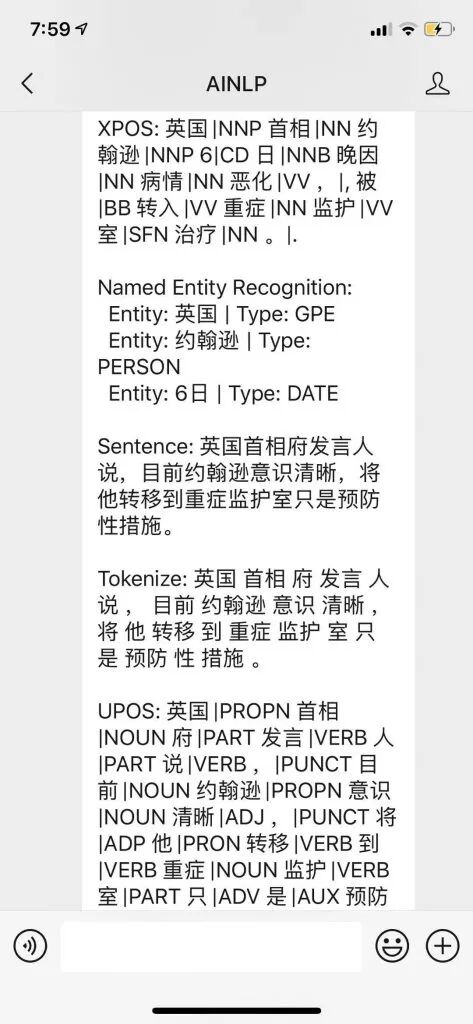 7:59
AINLP
XPOS: 英国|NNP 首相|NN 约
翰逊|NNP 6|CD 日|NNB 晚因
|NN 病情|NN 恶化|VV ，|, 被
|BB 转入|VV 重症|NN 监护|VV
室|SFN 治疗|NN 。|.
Named Entity Recognition:
Entity: 英国 | Type: GPE
Entity: 约翰逊 | Type:
PERSON
Entity: 6日 | Type: DATE
Sentence: 英国首相府发言人
说，目前约翰逊意识清晰，将
他转移到重症监护室只是预防
性措施。
Tokenize: 英国 首相 府 发言 人
说 ， 目前 约翰逊 意识 清晰 ，
将 他 转移 到 重症 监护 室 只
是 预防 性 措施 。
UPOS: 英国|PROPN 首相
|NOUN 府|PART 发言|VERB 人
|PART 说|VERB ，|PUNCT 目
前|NOUN 约翰逊|PROPN 意识
|NOUN 清晰|ADJ ，|PUNCT 将
|ADP 他|PRON 转移|VERB 到
|VERB 重症|NOUN 监护|VERB
室|PART 只|ADV 是|AUX 预防